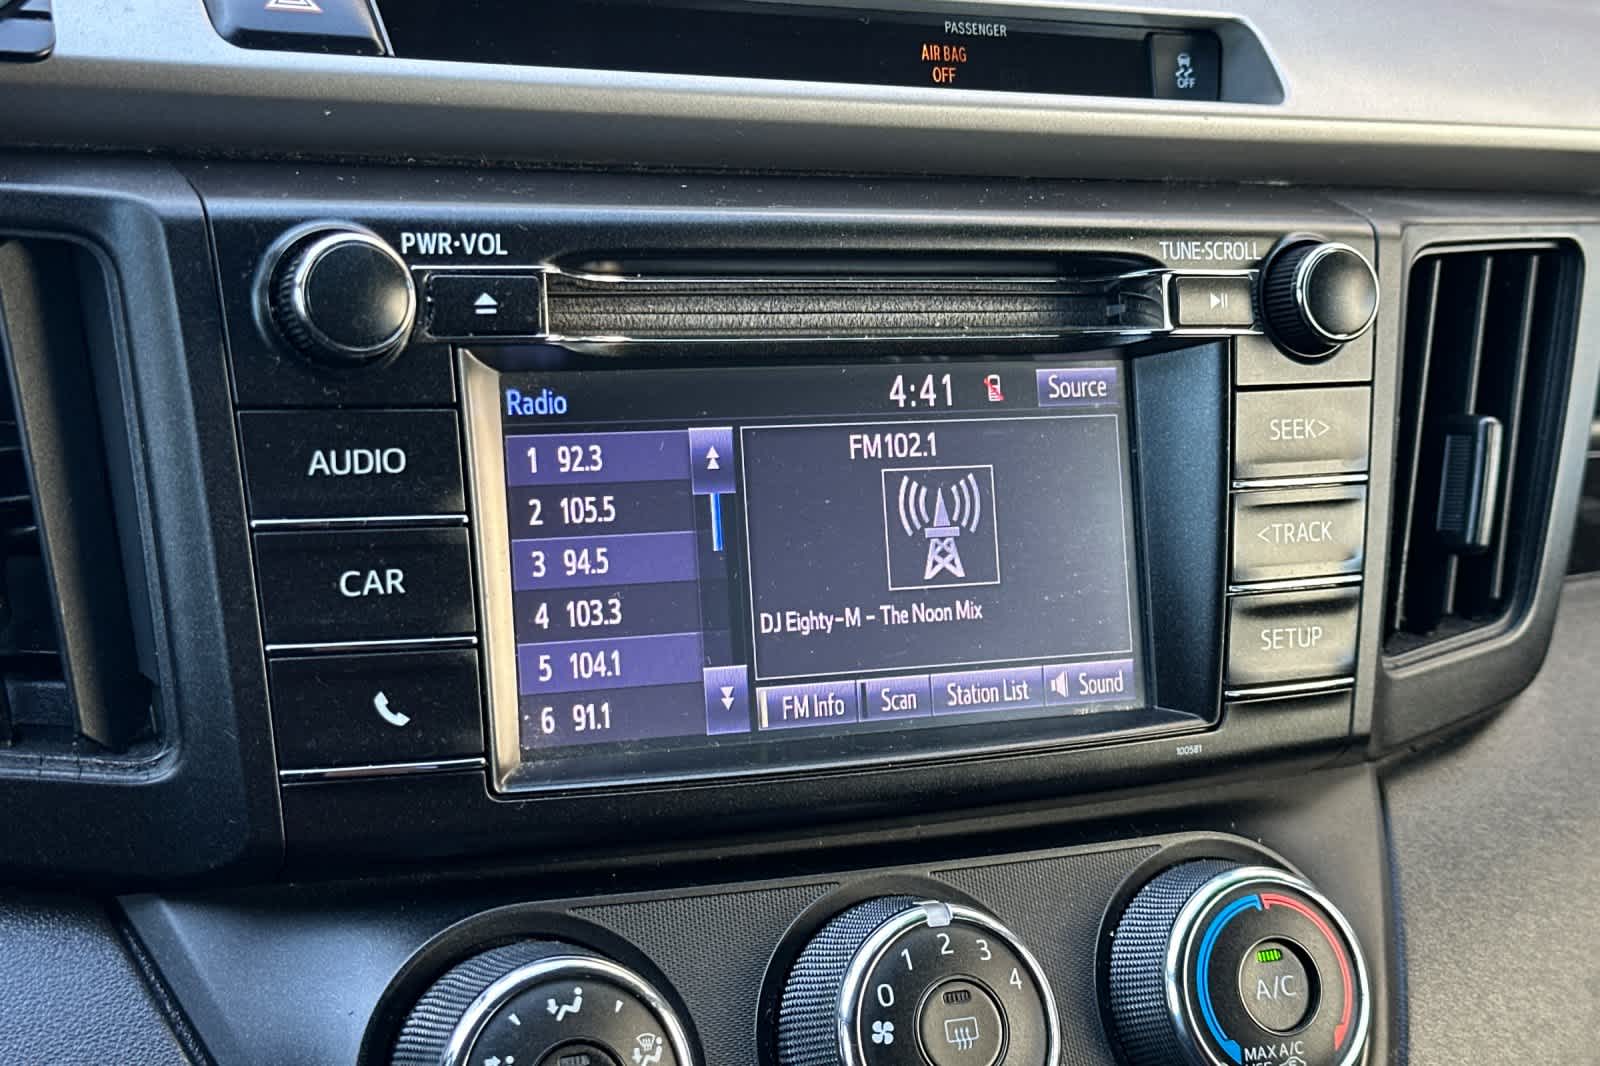 PASSENGER
AIR BAG
OFF
OFF
PWR·VOL
TUNE·SCROLL
Radio
4:41
Source
AUDIO
CAR
1 92.3
2 105.5
3 94.5
4 103.3
5 104.1
6 91.1
FM102.1
DJ Eighty-M - The Noon Mix
FM Info
Scan
Station List
Sound
SEEK>
<TRACK
SETUP
100581
0 1 2 3 4
A/C
MAX A/C